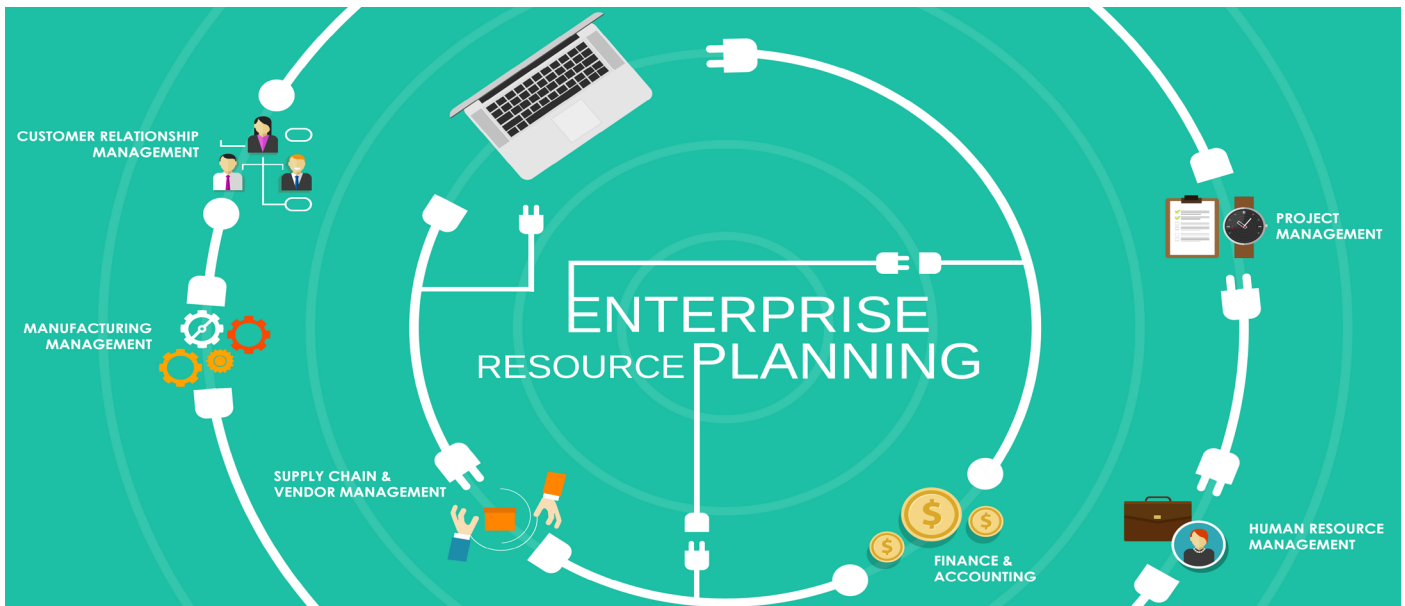 CUSTOMER RELATIONSHIP
MANAGEMENT
PROJECT
MANAGEMENT
MANUFACTURING
MANAGEMENT
ENTERPRISE
RESOURCE PLANNING
SUPPLY CHAIN &
VENDOR MANAGEMENT
FINANCE &
ACCOUNTING
HUMAN RESOURCE
MANAGEMENT
$
$
$